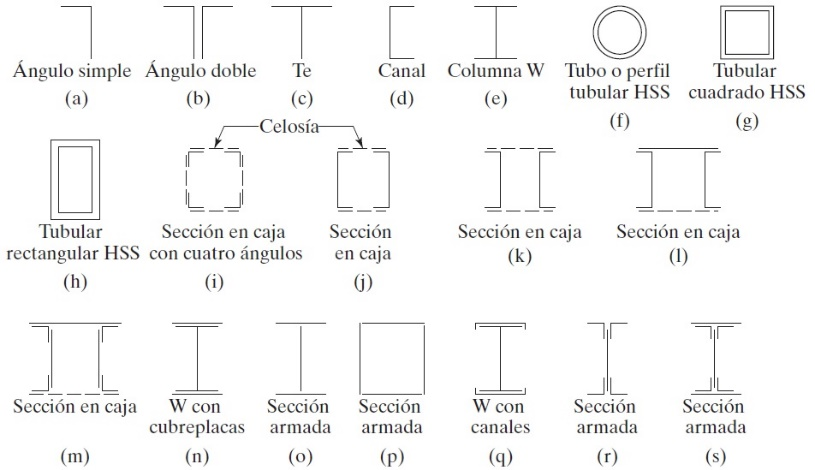 Ángulo simple Ángulo doble Te Canal Columna W Tubo o perfil tubular HSS Tubular cuadrado HSS
(a) (b) (c) (d) (e) (f) (g)
Celosía
Tubular rectangular HSS Sección en caja con cuatro ángulos Sección en caja Sección en caja Sección en caja
(h) (i) (j) (k) (l)
Sección en caja W con cubreplacas Sección armada Sección armada W con canales Sección armada Sección armada
(m) (n) (o) (p) (q) (r) (s)